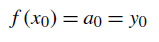 f(x₀) = a₀ = y₀